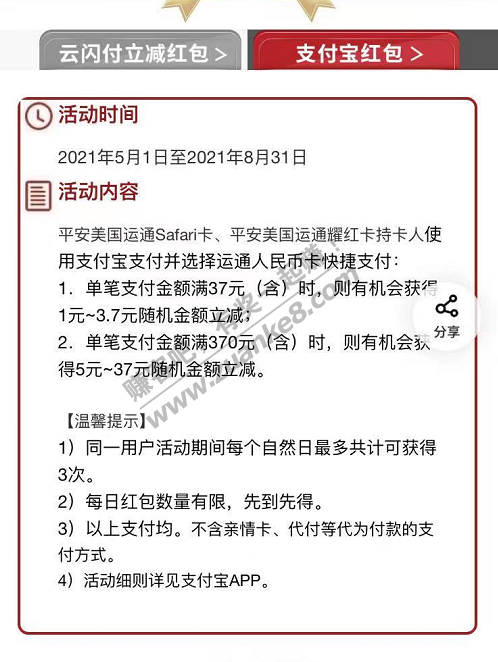 云闪付立减红包 >
支付宝红包 >
活动时间
2021年5月1日至2021年8月31日
活动内容
平安美国运通Safari卡、平安美国运通耀红卡持卡人使
用支付宝支付并选择运通人民币卡快捷支付：
1．单笔支付金额满37元（含）时，则有机会获得
1元~3.7元随机金额立减；
2．单笔支付金额满370元（含）时，则有机会获
得5元~37元随机金额立减。
分享
【温馨提示】
1）同一用户活动期间每个自然日最多共计可获得
3次。
2）每日红包数量有限，先到先得。
3）以上支付均。不含亲情卡、代付等代为付款的支
付方式。
4）活动细则详见支付宝APP。
赚客吧，有奖一起赚！
www.zuanke8.com